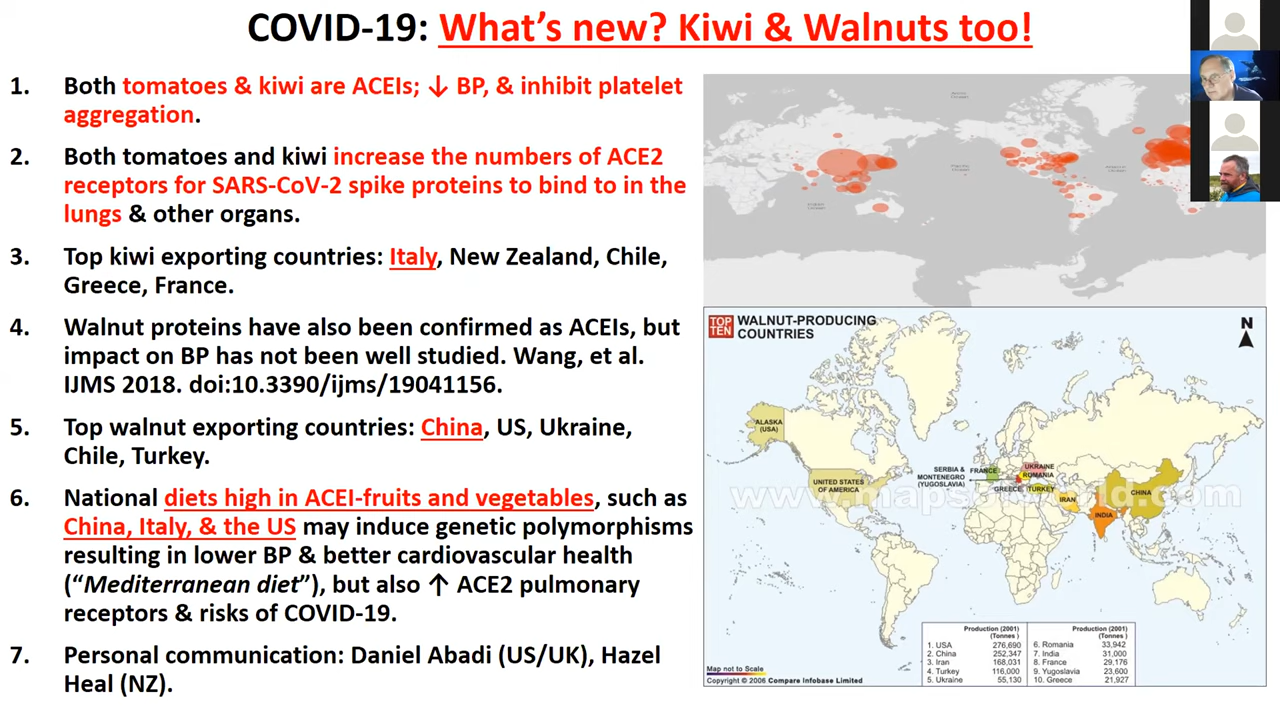 COVID-19: What's new? Kiwi & Walnuts too!
1. Both tomatoes & kiwi are ACEIs; ↓ BP, & inhibit platelet
aggregation.
2. Both tomatoes and kiwi increase the numbers of ACE2
receptors for SARS-CoV-2 spike proteins to bind to in the
lungs & other organs.
3. Top kiwi exporting countries: Italy, New Zealand, Chile,
Greece, France.
4. Walnut proteins have also been confirmed as ACEIs, but
impact on BP has not been well studied. Wang, et al.
IJMS 2018. doi:10.3390/ijms/19041156.
5. Top walnut exporting countries: China, US, Ukraine,
Chile, Turkey.
6. National diets high in ACEI-fruits and vegetables, such as
China, Italy, & the US may induce genetic polymorphisms
resulting in lower BP & better cardiovascular health
("Mediterranean diet"), but also ↑ ACE2 pulmonary
receptors & risks of COVID-19.
7. Personal communication: Daniel Abadi (US/UK), Hazel
Heal (NZ).
TOP
TEN
WALNUT-PRODUCING
COUNTRIES
N
ALASKA
(USA)
UNITED STATES
OF AMERICA
SERBIA &
MONTENEGRO
(YUGOSLAVIA)
FRANCE
UKRAINE
ROMANIA
GREECE
TURKEY
IRAN
CHINA
INDIA
Production (2001)
(Tonnes)
1. USA 276,690
2. China 252,347
3. Iran 168,031
4. Turkey 116,000
5. Ukraine 55,130
Production (2001)
(Tonnes)
6. Romania 33,942
7. India 31,000
8. France 29,176
9. Yugoslavia 23,600
10. Greece 21,927
Map not to Scale
Copyright © 2006 Compare Infobase Limited